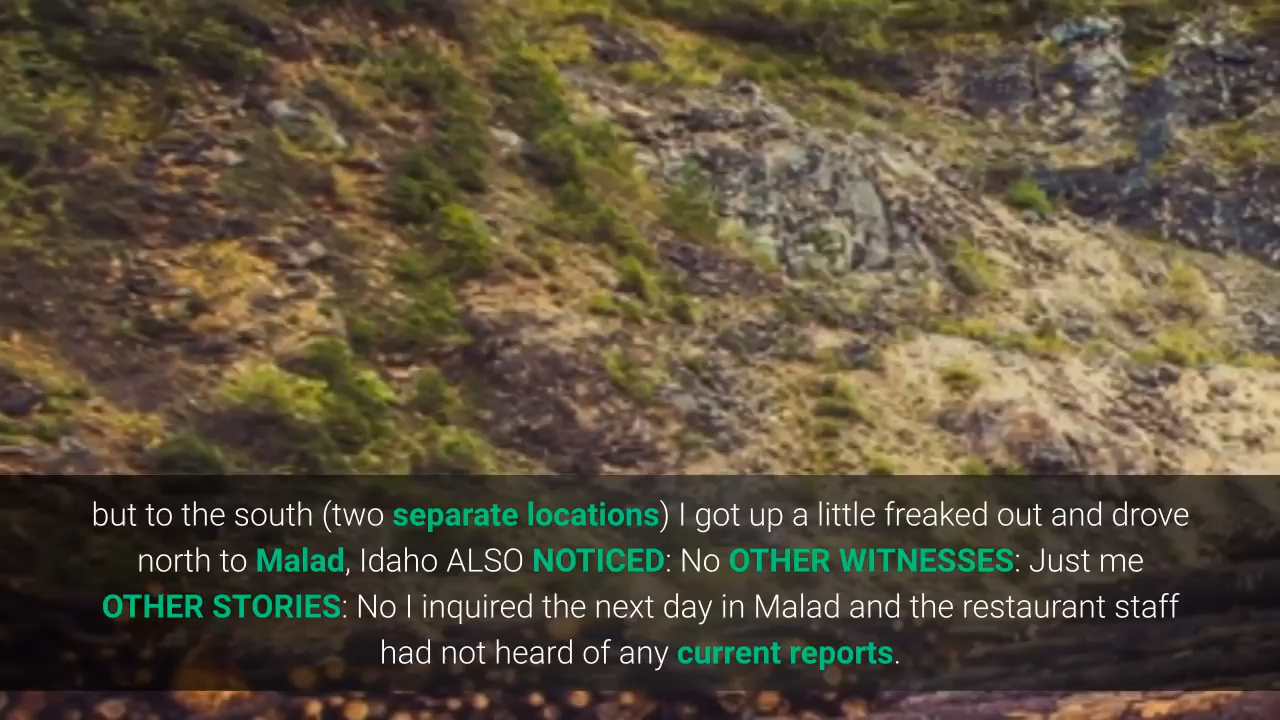 but to the south (two separate locations) I got up a little freaked out and drove
north to Malad, Idaho ALSO NOTICED: No OTHER WITNESSES: Just me
OTHER STORIES: No I inquired the next day in Malad and the restaurant staff
had not heard of any current reports.